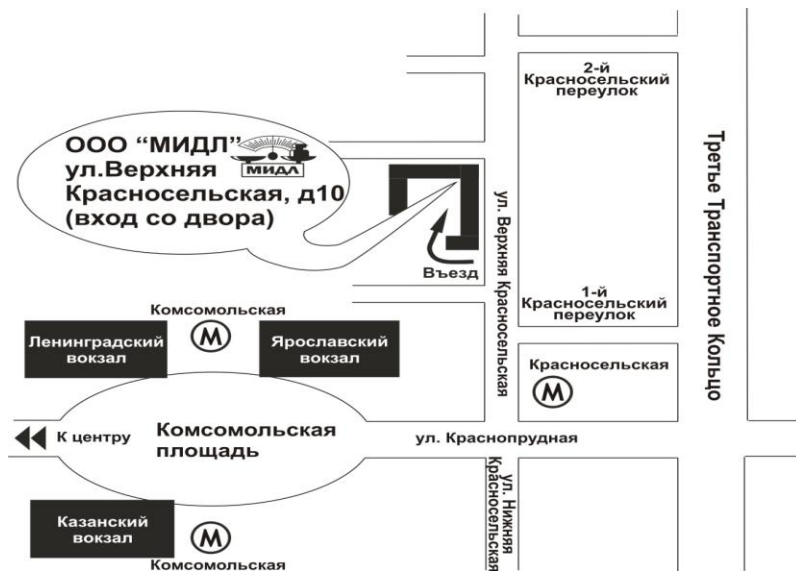 2-й
Красносельский
переулок
ООО “МИДЛ”
ул.Верхняя
Красносельская, д10
(вход со двора)
МИДЛ
Третье Транспортное Кольцо
ул. Верхняя Красносельская
Въезд
1-й
Красносельский
переулок
Комсомольская
М
Ленинградский
вокзал
Ярославский
вокзал
Красносельская
М
К центру
Комсомольская
площадь
ул. Краснопрудная
ул. Нижняя
Красносельская
Казанский
вокзал
М
Комсомольская